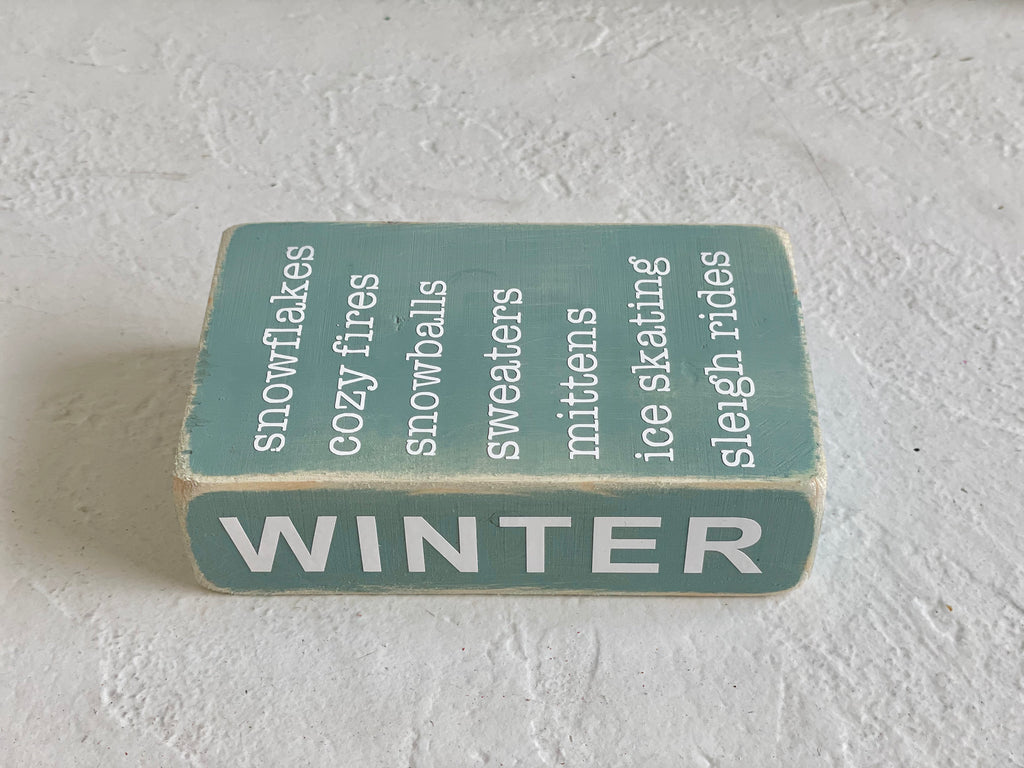 snowflakes
cozy fires
snowballs
sweaters
mittens
ice skating
sleigh rides
WINTER